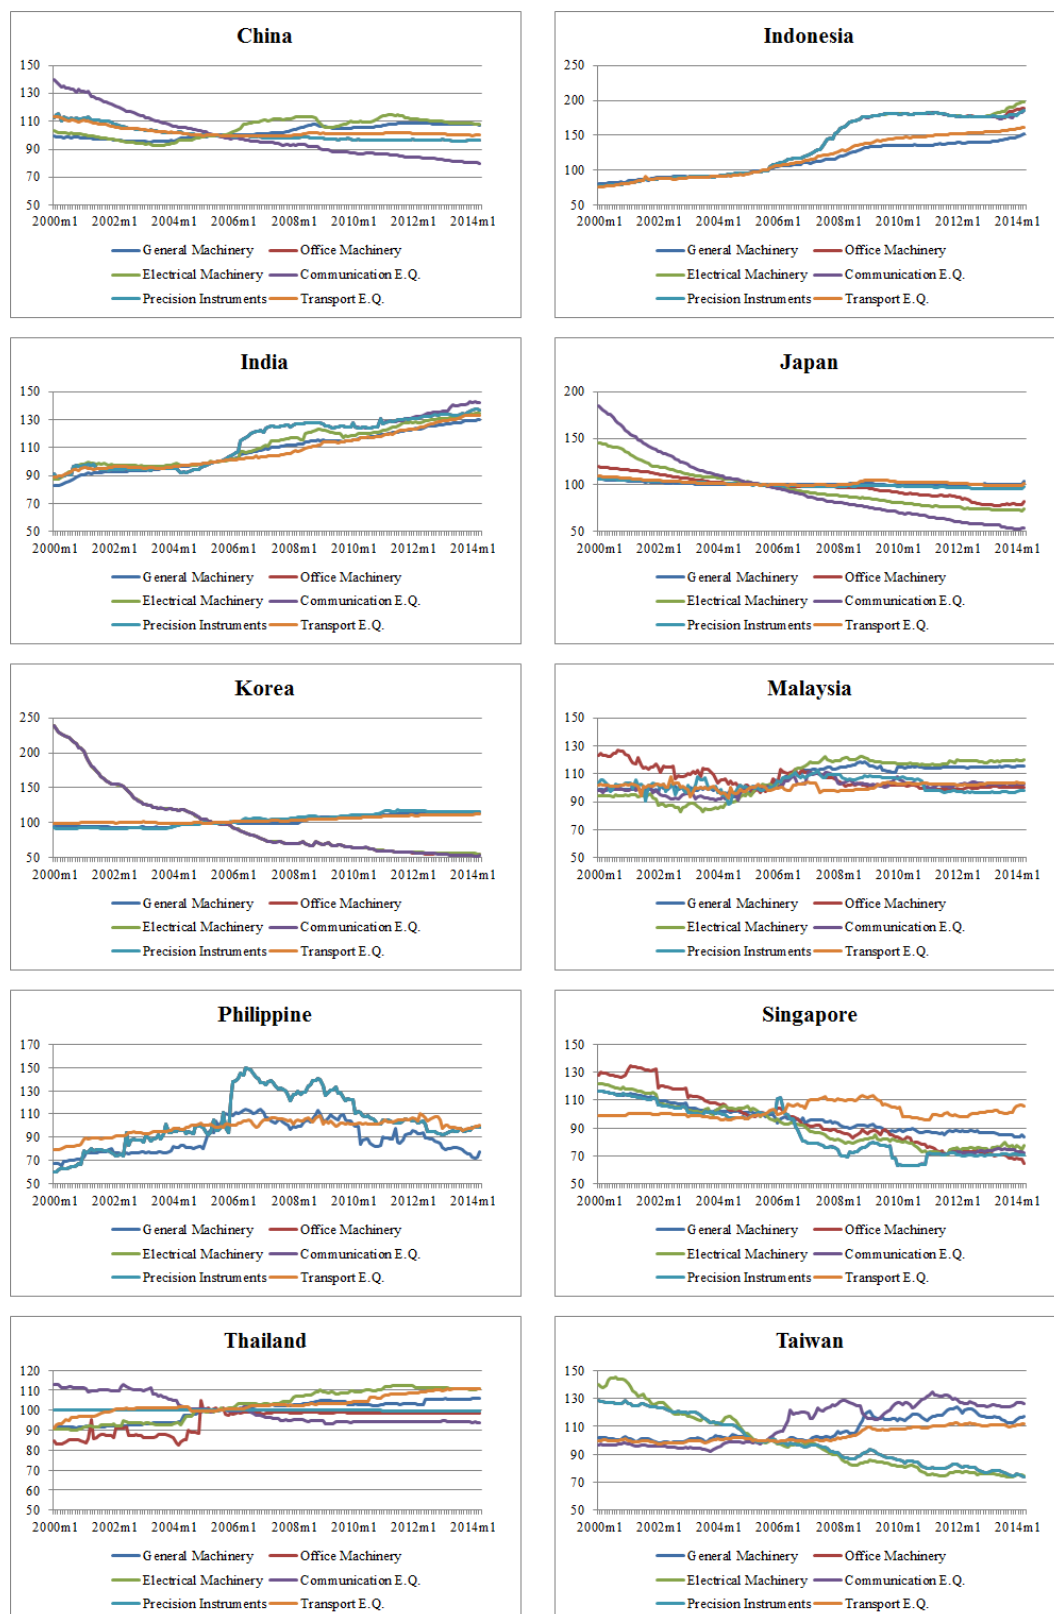 China
150
130
110
90
70
50
2000m1 2002m1 2004m1 2006m1 2008m1 2010m1 2012m1 2014m1
General Machinery Office Machinery
Electrical Machinery Communication E.Q.
Precision Instruments Transport E.Q.
Indonesia
250
200
150
100
50
2000m1 2002m1 2004m1 2006m1 2008m1 2010m1 2012m1 2014m1
General Machinery Office Machinery
Electrical Machinery Communication E.Q.
Precision Instruments Transport E.Q.
India
150
130
110
90
70
50
2000m1 2002m1 2004m1 2006m1 2008m1 2010m1 2012m1 2014m1
General Machinery Office Machinery
Electrical Machinery Communication E.Q.
Precision Instruments Transport E.Q.
Japan
200
150
100
50
2000m1 2002m1 2004m1 2006m1 2008m1 2010m1 2012m1 2014m1
General Machinery Office Machinery
Electrical Machinery Communication E.Q.
Precision Instruments Transport E.Q.
Korea
250
200
150
100
50
2000m1 2002m1 2004m1 2006m1 2008m1 2010m1 2012m1 2014m1
General Machinery Office Machinery
Electrical Machinery Communication E.Q.
Precision Instruments Transport E.Q.
Malaysia
150
130
110
90
70
50
2000m1 2002m1 2004m1 2006m1 2008m1 2010m1 2012m1 2014m1
General Machinery Office Machinery
Electrical Machinery Communication E.Q.
Precision Instruments Transport E.Q.
Philippine
170
150
130
110
90
70
50
2000m1 2002m1 2004m1 2006m1 2008m1 2010m1 2012m1 2014m1
General Machinery Office Machinery
Electrical Machinery Communication E.Q.
Precision Instruments Transport E.Q.
Singapore
150
130
110
90
70
50
2000m1 2002m1 2004m1 2006m1 2008m1 2010m1 2012m1 2014m1
General Machinery Office Machinery
Electrical Machinery Communication E.Q.
Precision Instruments Transport E.Q.
Thailand
120
110
100
90
80
70
60
50
2000m1 2002m1 2004m1 2006m1 2008m1 2010m1 2012m1 2014m1
General Machinery Office Machinery
Electrical Machinery Communication E.Q.
Precision Instruments Transport E.Q.
Taiwan
150
130
110
90
70
50
2000m1 2002m1 2004m1 2006m1 2008m1 2010m1 2012m1 2014m1
General Machinery Office Machinery
Electrical Machinery Communication E.Q.
Precision Instruments Transport E.Q.